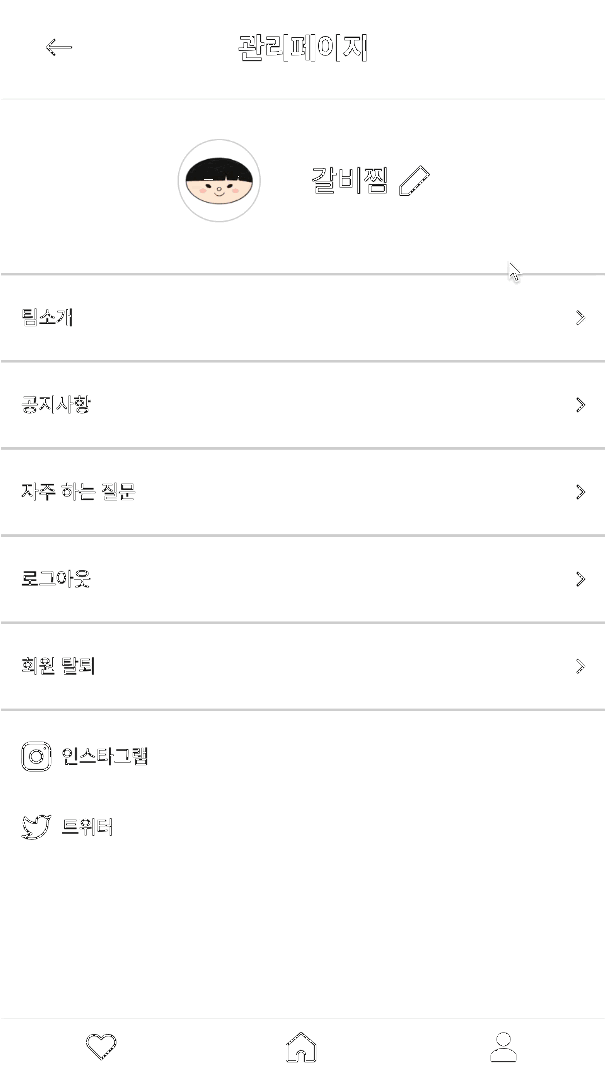 관리페이지
갈비찜
팀소개
공지사항
자주 하는 질문
로그아웃
회원 탈퇴
인스타그램
트위터